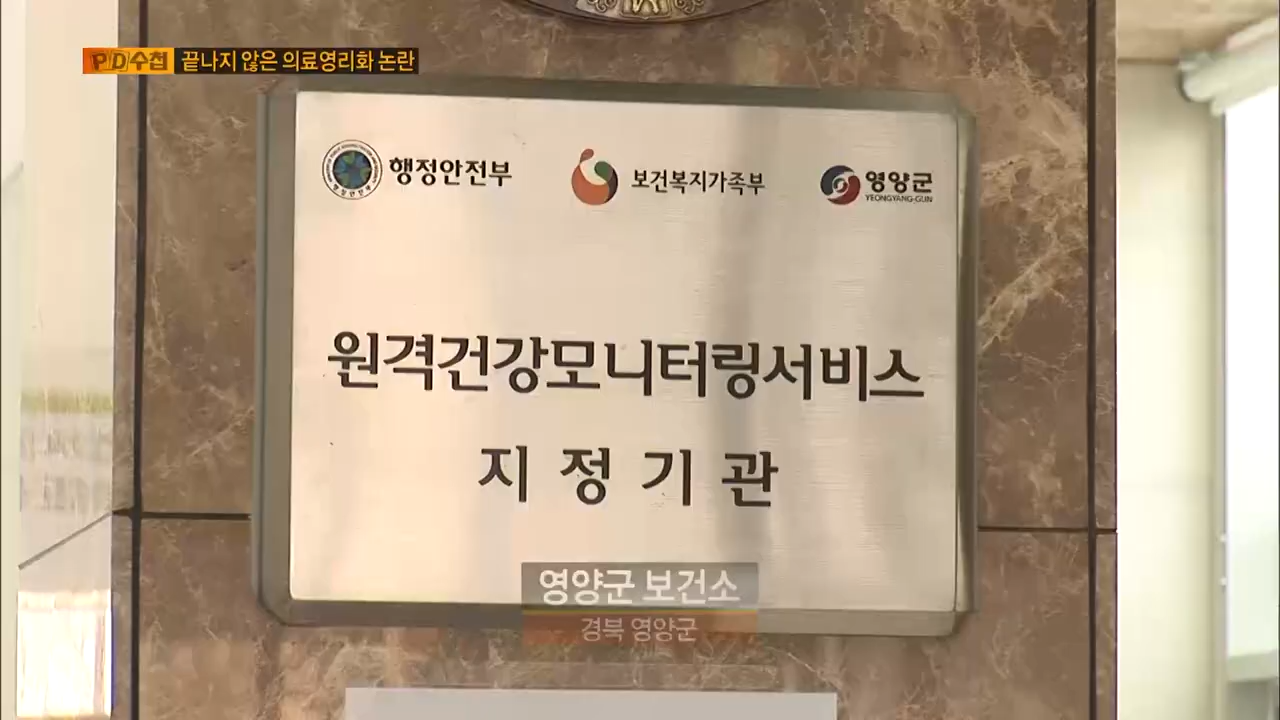 PD수첩 끝나지 않은 의료영리화 논란
행정안전부 보건복지가족부 영양군
YEONGYANG-GUN
원격건강모니터링서비스
지정기관
영양군 보건소
경북 영양군